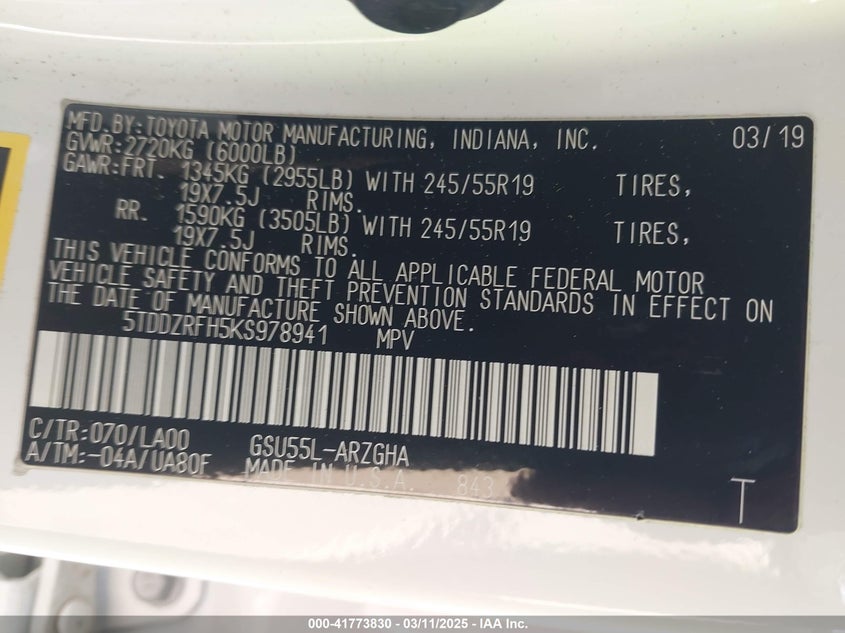 MFD. BY: TOYOTA MOTOR MANUFACTURING, INDIANA, INC. 03/19
GVWR: 2720KG (6000LB)
GAWR: FRT. 1345KG (2955LB) WITH 245/55R19 TIRES,
19X7.5J RIMS.
RR. 1590KG (3505LB) WITH 245/55R19 TIRES,
19X7.5J RIMS.
THIS VEHICLE CONFORMS TO ALL APPLICABLE FEDERAL MOTOR
VEHICLE SAFETY AND THEFT PREVENTION STANDARDS IN EFFECT ON
THE DATE OF MANUFACTURE SHOWN ABOVE.
5TDDZRFH5KS978941 MPV
C/TR: 070/LA00 GSU55L-ARZGHA
A/TM: -04A/UA80F MADE IN U.S.A. 843
T
000-41773830 - 03/11/2025 - IAA Inc.